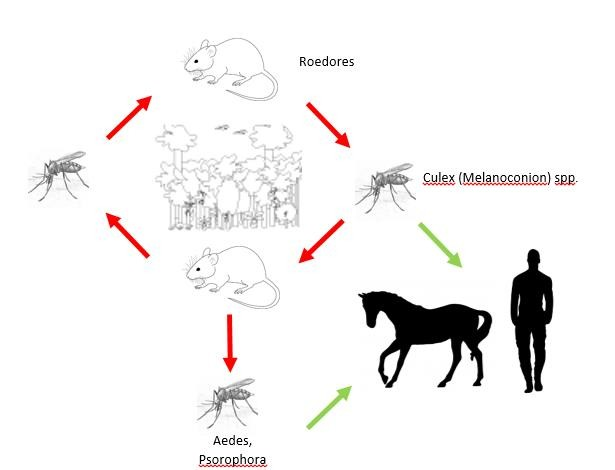 Roedores
Culex (Melanoconion) spp.
Aedes,
Psorophora